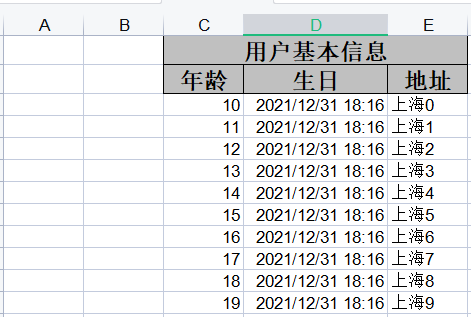 A B C D E
用户基本信息
年龄 生日 地址
10 2021/12/31 18:16 上海0
11 2021/12/31 18:16 上海1
12 2021/12/31 18:16 上海2
13 2021/12/31 18:16 上海3
14 2021/12/31 18:16 上海4
15 2021/12/31 18:16 上海5
16 2021/12/31 18:16 上海6
17 2021/12/31 18:16 上海7
18 2021/12/31 18:16 上海8
19 2021/12/31 18:16 上海9